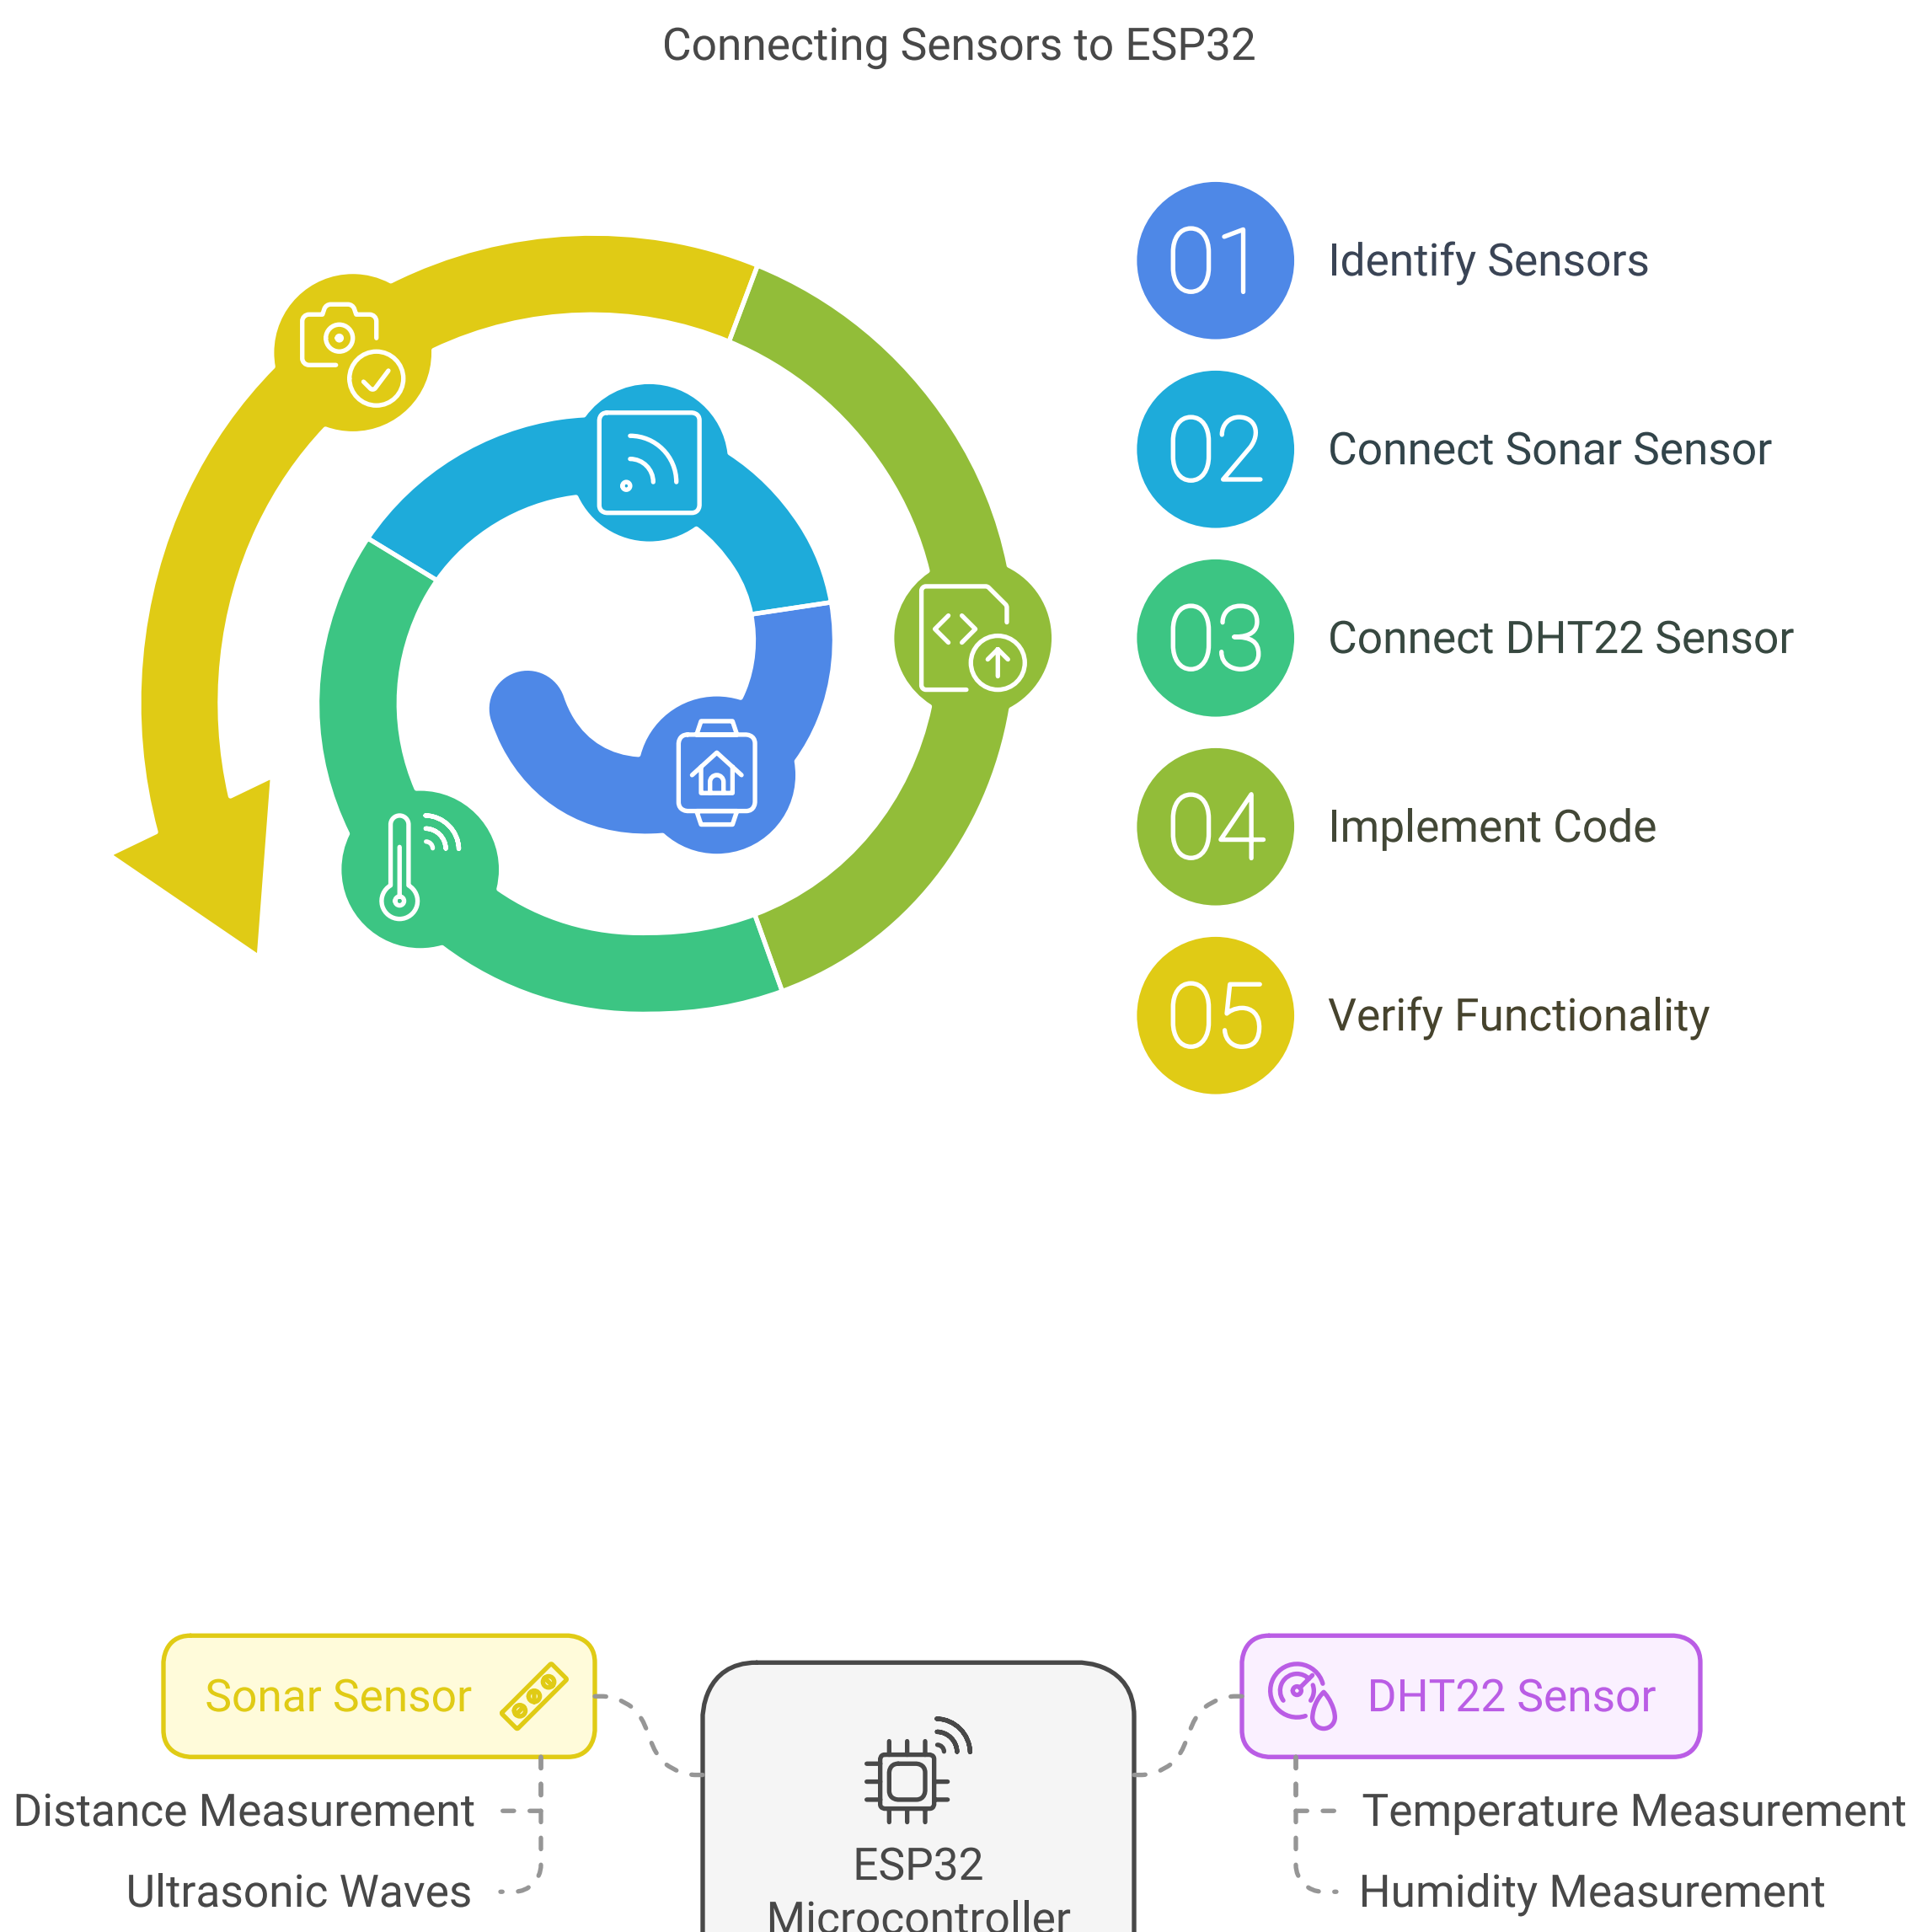 Connecting Sensors to ESP32
01 Identify Sensors
02 Connect Sonar Sensor
03 Connect DHT22 Sensor
04 Implement Code
05 Verify Functionality
Sonar Sensor
Distance Measurement
Ultrasonic Waves
ESP32
Microcontroller
DHT22 Sensor
Temperature Measurement
Humidity Measurement